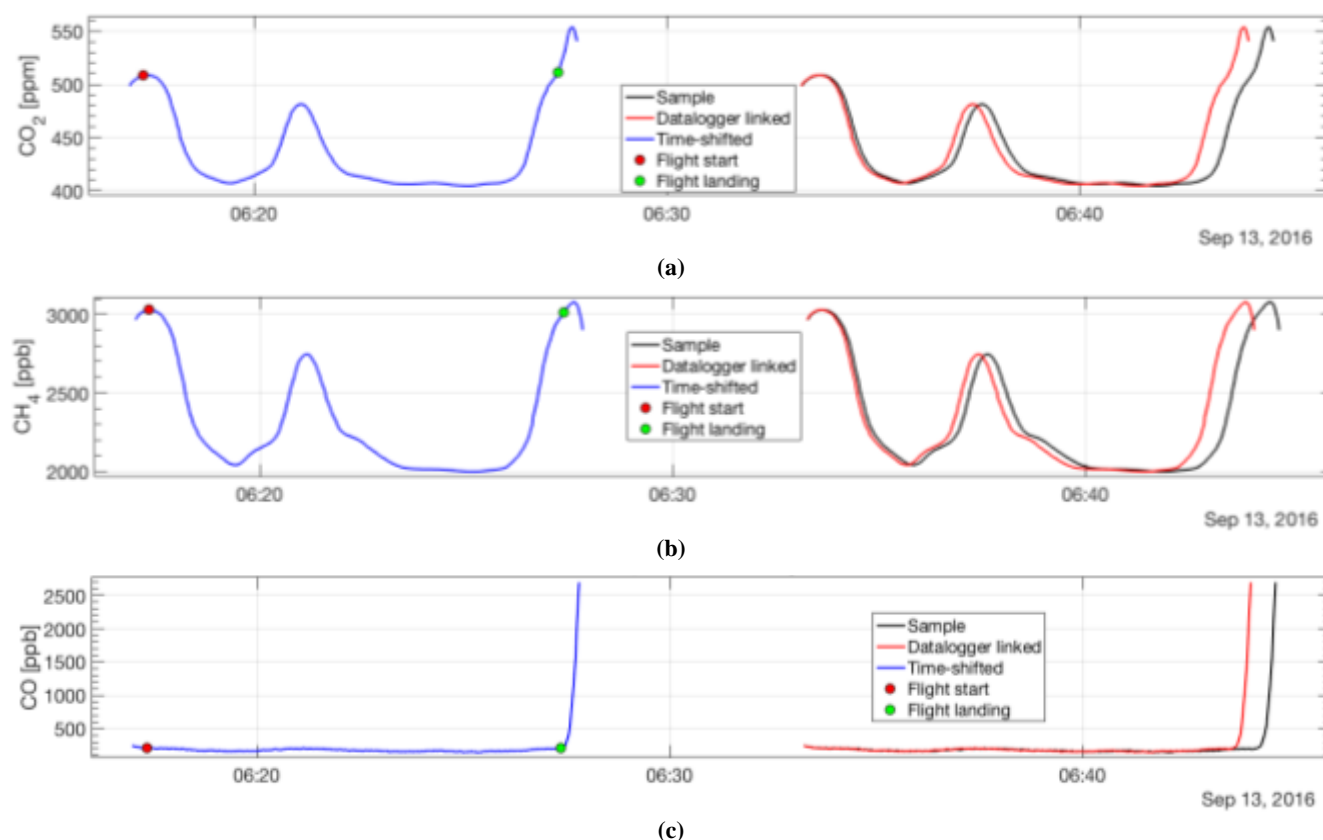 550
500
450
400
CO2 [ppm]
Sample
Datalogger linked
Time-shifted
Flight start
Flight landing
06:20 06:30 06:40
Sep 13, 2016
(a)
3000
2500
2000
CH4 [ppb]
Sample
Datalogger linked
Time-shifted
Flight start
Flight landing
06:20 06:30 06:40
Sep 13, 2016
(b)
2500
2000
1500
1000
500
CO [ppb]
Sample
Datalogger linked
Time-shifted
Flight start
Flight landing
06:20 06:30 06:40
Sep 13, 2016
(c)